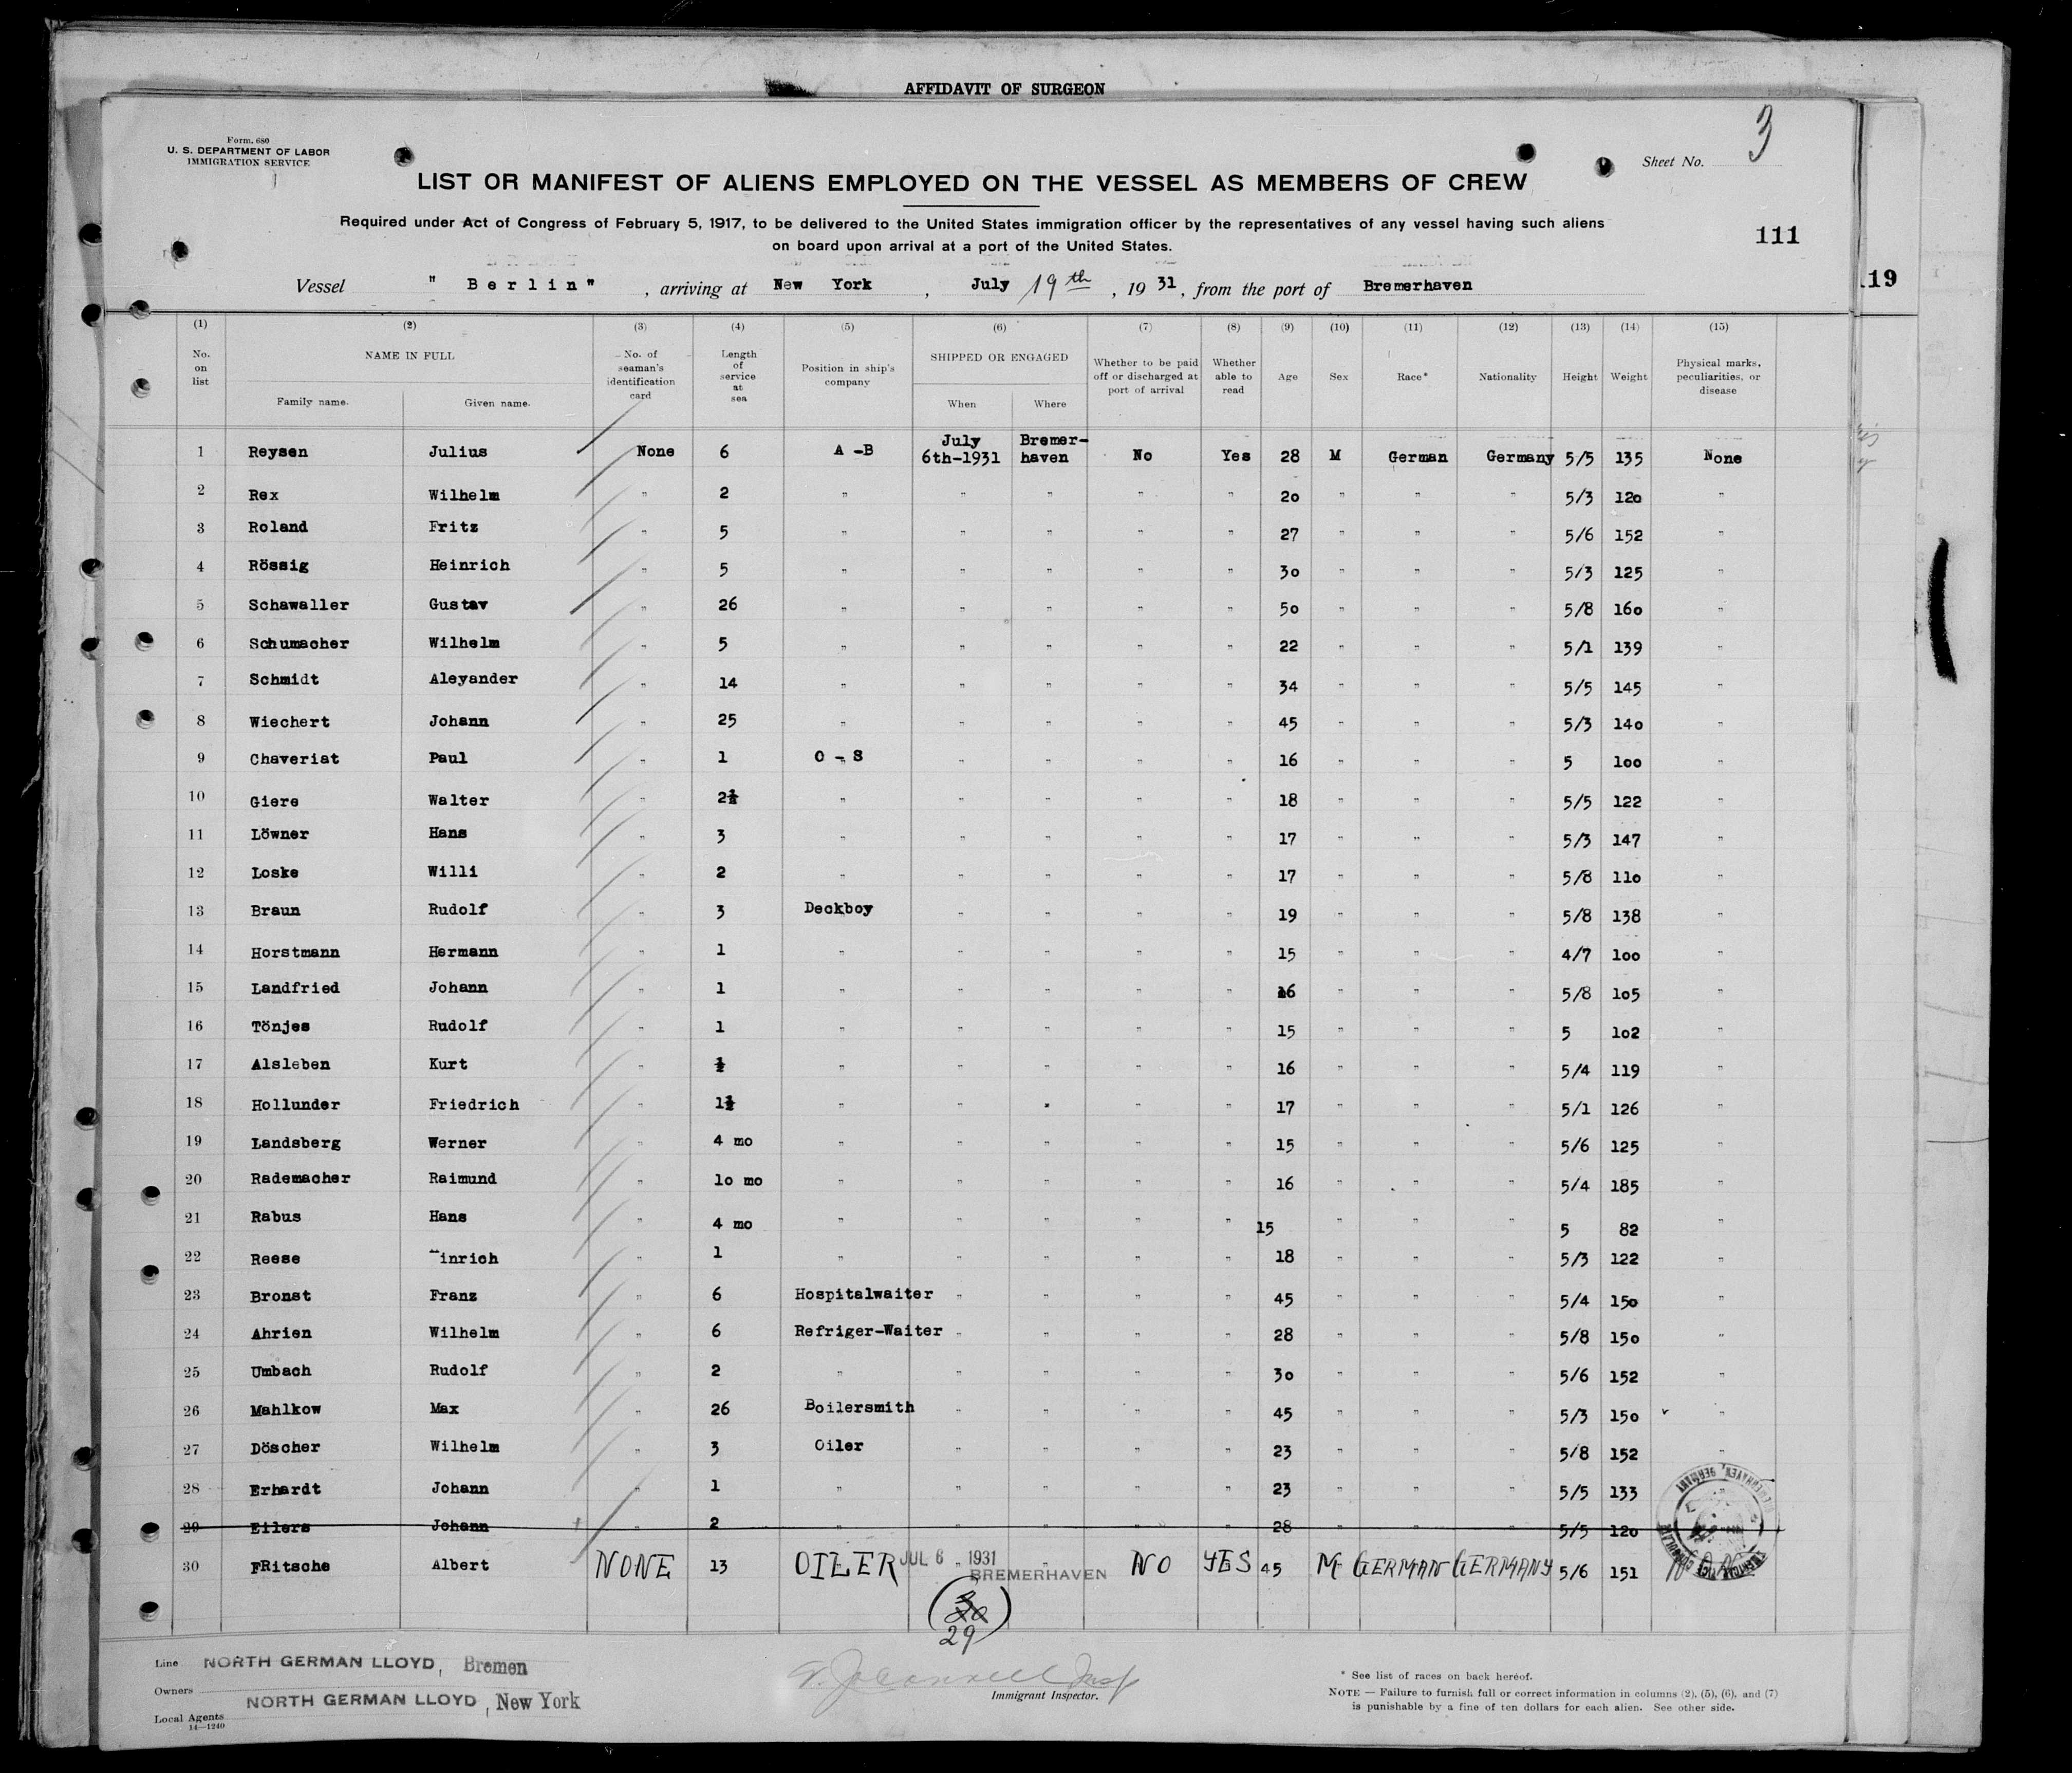 AFFIDAVIT OF SURGEON
Form. 680
U. S. DEPARTMENT OF LABOR
IMMIGRATION SERVICE
Sheet No. 3
LIST OR MANIFEST OF ALIENS EMPLOYED ON THE VESSEL AS MEMBERS OF CREW
Required under Act of Congress of February 5, 1917, to be delivered to the United States immigration officer by the representatives of any vessel having such aliens
on board upon arrival at a port of the United States.
111
119
Vessel "Berlin", arriving at New York, July 19th, 1931, from the port of Bremerhaven
(1) (2) (3) (4) (5) (6) (7) (8) (9) (10) (11) (12) (13) (14) (15)
No. on list NAME IN FULL Family name. Given name. No. of seaman's identification card Length of service at sea Position in ship's company SHIPPED OR ENGAGED When Where Whether to be paid off or discharged at port of arrival Whether able to read Age Sex Race* Nationality Height Weight Physical marks, peculiarities, or disease
1 Reysen Julius None 6 A-B July 6th-1931 Bremer-haven No Yes 28 M German Germany 5/5 135 None
2 Rex Wilhelm " 2 " " " " " 20 " " " 5/3 120 "
3 Roland Fritz " 5 " " " " " 27 " " " 5/6 152 "
4 Rössig Heinrich " 5 " " " " " 30 " " " 5/3 125 "
5 Schawaller Gustav " 26 " " " " " 50 " " " 5/8 160 "
6 Schumacher Wilhelm " 5 " " " " " 22 " " " 5/1 139 "
7 Schmidt Aleyander " 14 " " " " " 34 " " " 5/5 145 "
8 Wiechert Johann " 25 " " " " " 45 " " " 5/3 140 "
9 Chaveriat Paul " 1 O - S " " " " 16 " " " 5 100 "
10 Giere Walter " 2½ " " " " " 18 " " " 5/5 122 "
11 Löwner Hans " 3 " " " " " 17 " " " 5/3 147 "
12 Loske Willi " 2 " " " " " 17 " " " 5/8 110 "
13 Braun Rudolf " 3 Deckboy " " " " 19 " " " 5/8 138 "
14 Horstmann Hermann " 1 " " " " " 15 " " " 4/7 100 "
15 Landfried Johann " 1 " " " " " 16 " " " 5/8 105 "
16 Tönjes Rudolf " 1 " " " " " 15 " " " 5 102 "
17 Alsleben Kurt " ½ " " " " " 16 " " " 5/4 119 "
18 Hollunder Friedrich " 1½ " " " " " 17 " " " 5/1 126 "
19 Landsberg Werner " 4 mo " " " " " 15 " " " 5/6 125 "
20 Rademacher Raimund " 10 mo " " " " " 16 " " " 5/4 185 "
21 Rabus Hans " 4 mo " " " " " 15 " " " 5 82 "
22 Reese inrich " 1 " " " " " 18 " " " 5/3 122 "
23 Bronst Franz " 6 Hospitalwaiter " " " " 45 " " " 5/4 150 "
24 Ahrien Wilhelm " 6 Refriger-Waiter " " " " 28 " " " 5/8 150 "
25 Umbach Rudolf " 2 " " " " " 30 " " " 5/6 152 "
26 Mahlkow Max " 26 Boilersmith " " " " 45 " " " 5/3 150 "
27 Döscher Wilhelm " 3 Oiler " " " " 23 " " " 5/8 152 "
28 Erhardt Johann " 1 " " " " " 23 " " " 5/5 133 "
29 Eilers Johann " 2 " " " " " 28 " " " 5/5 120
30 FRitsche Albert NONE 13 OILER JUL 6 1931 BREMERHAVEN NO YES 45 M GERMAN GERMANY 5/6 151
(30)
29
Line NORTH GERMAN LLOYD, Bremen
Owners
NORTH GERMAN LLOYD, New York
Local Agents
14—1240
Immigrant Inspector.
* See list of races on back hereof.
NOTE — Failure to furnish full or correct information in columns (2), (5), (6), and (7)
is punishable by a fine of ten dollars for each alien. See other side.